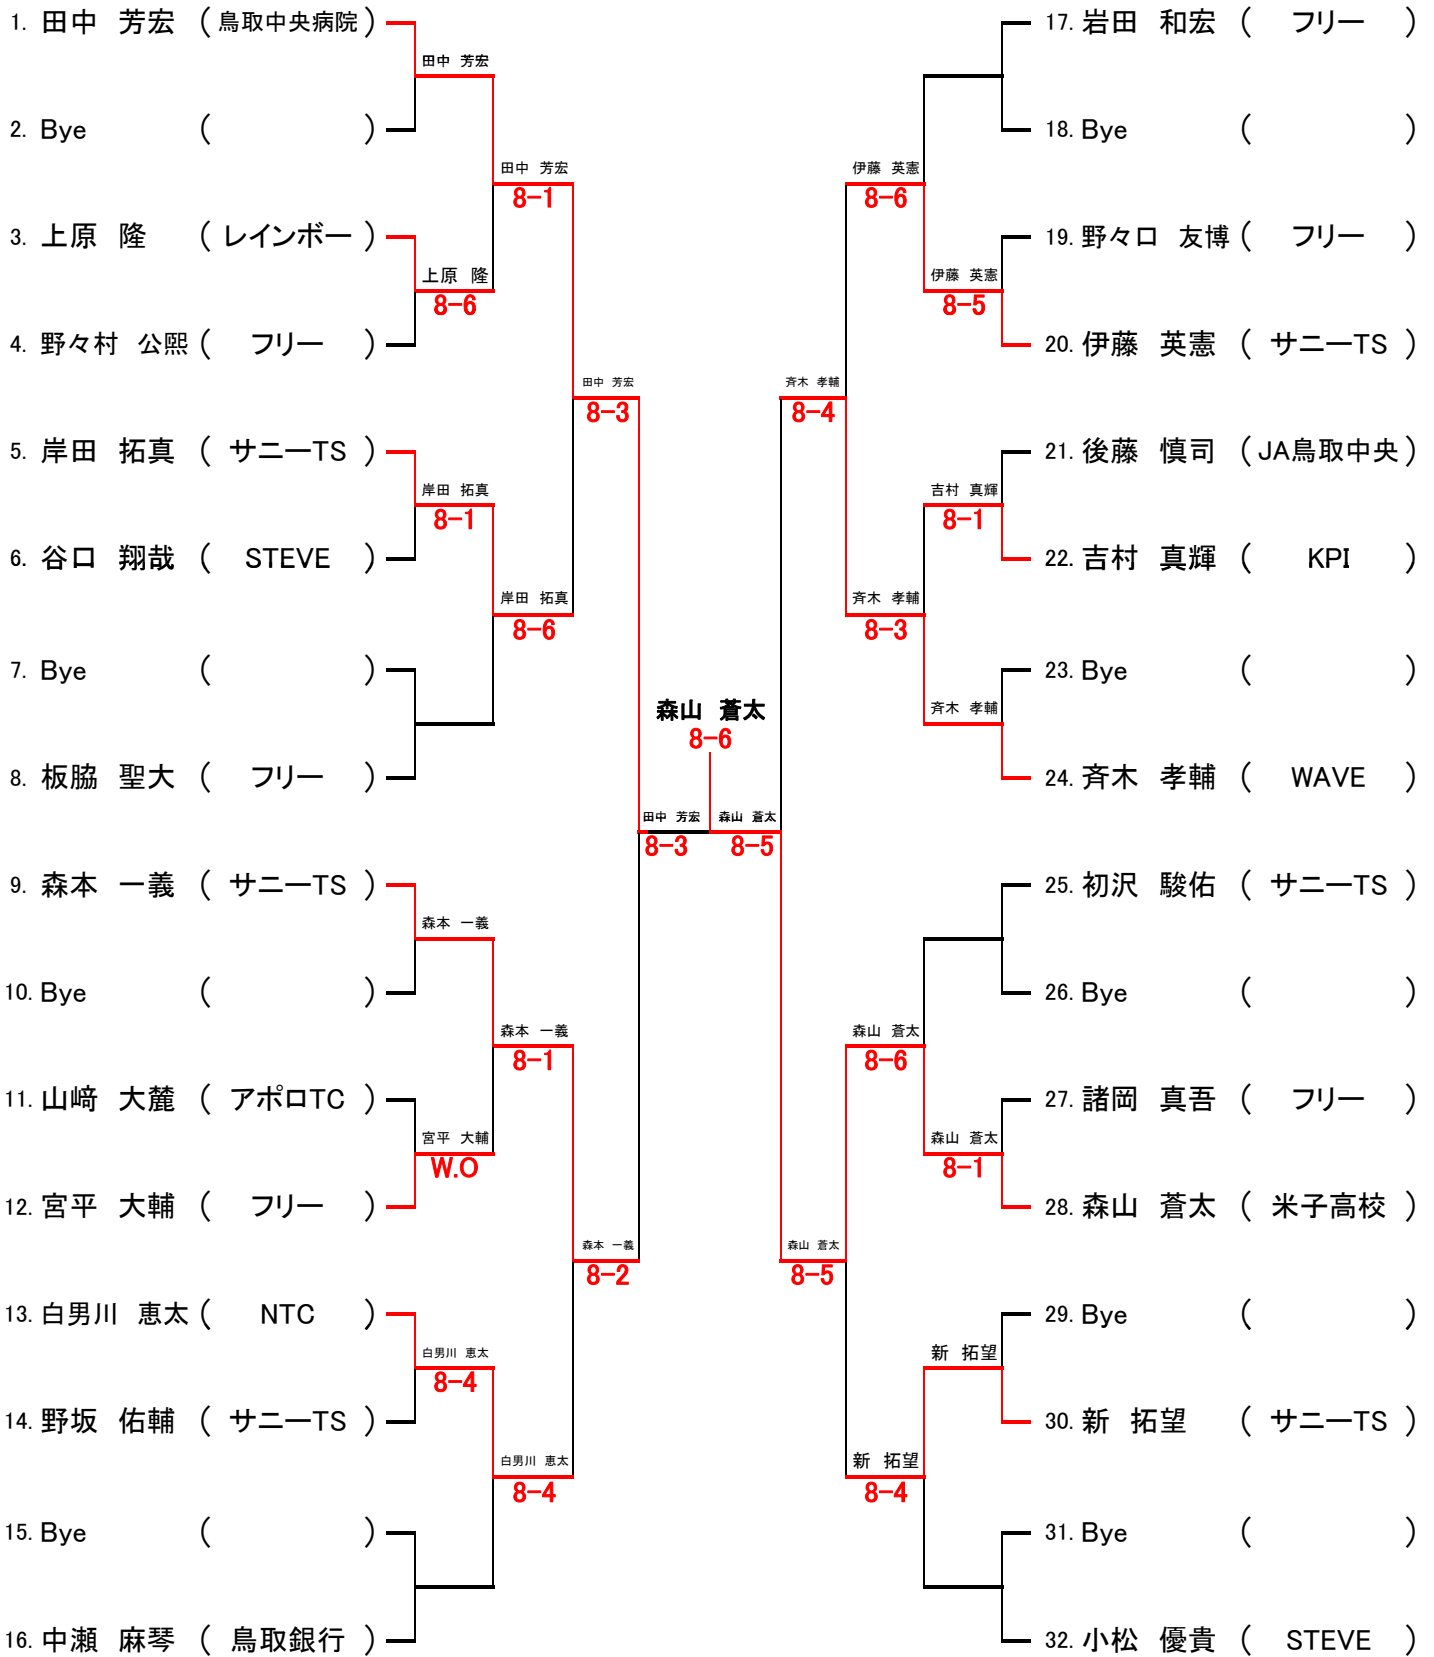 1. 田中 芳宏 ( 鳥取中央病院 )
田中 芳宏
2. Bye ( )
田中 芳宏
8-1
3. 上原 隆 ( レインボー )
上原 隆
8-6
4. 野々村 公熙 ( フリー )
田中 芳宏
8-3
5. 岸田 拓真 ( サニーTS )
岸田 拓真
8-1
6. 谷口 翔哉 ( STEVE )
岸田 拓真
8-6
7. Bye ( )
8. 板脇 聖大 ( フリー )
田中 芳宏
8-3
9. 森本 一義 ( サニーTS )
森本 一義
10. Bye ( )
森本 一義
8-1
11. 山﨑 大麓 ( アポロTC )
宮平 大輔
W.O
12. 宮平 大輔 ( フリー )
森本 一義
8-2
13. 白男川 恵太 ( NTC )
白男川 恵太
8-4
14. 野坂 佑輔 ( サニーTS )
白男川 恵太
8-4
15. Bye ( )
16. 中瀬 麻琴 ( 鳥取銀行 )
森山 蒼太
8-6
17. 岩田 和宏 ( フリー )
18. Bye ( )
伊藤 英憲
8-6
19. 野々口 友博 ( フリー )
伊藤 英憲
8-5
20. 伊藤 英憲 ( サニーTS )
斉木 孝輔
8-4
21. 後藤 慎司 ( JA鳥取中央 )
吉村 真輝
8-1
22. 吉村 真輝 ( KPI )
斉木 孝輔
8-3
23. Bye ( )
斉木 孝輔
24. 斉木 孝輔 ( WAVE )
森山 蒼太
8-5
25. 初沢 駿佑 ( サニーTS )
26. Bye ( )
森山 蒼太
8-6
27. 諸岡 真吾 ( フリー )
森山 蒼太
8-1
28. 森山 蒼太 ( 米子高校 )
森山 蒼太
8-5
29. Bye ( )
新 拓望
30. 新 拓望 ( サニーTS )
新 拓望
8-4
31. Bye ( )
32. 小松 優貴 ( STEVE )